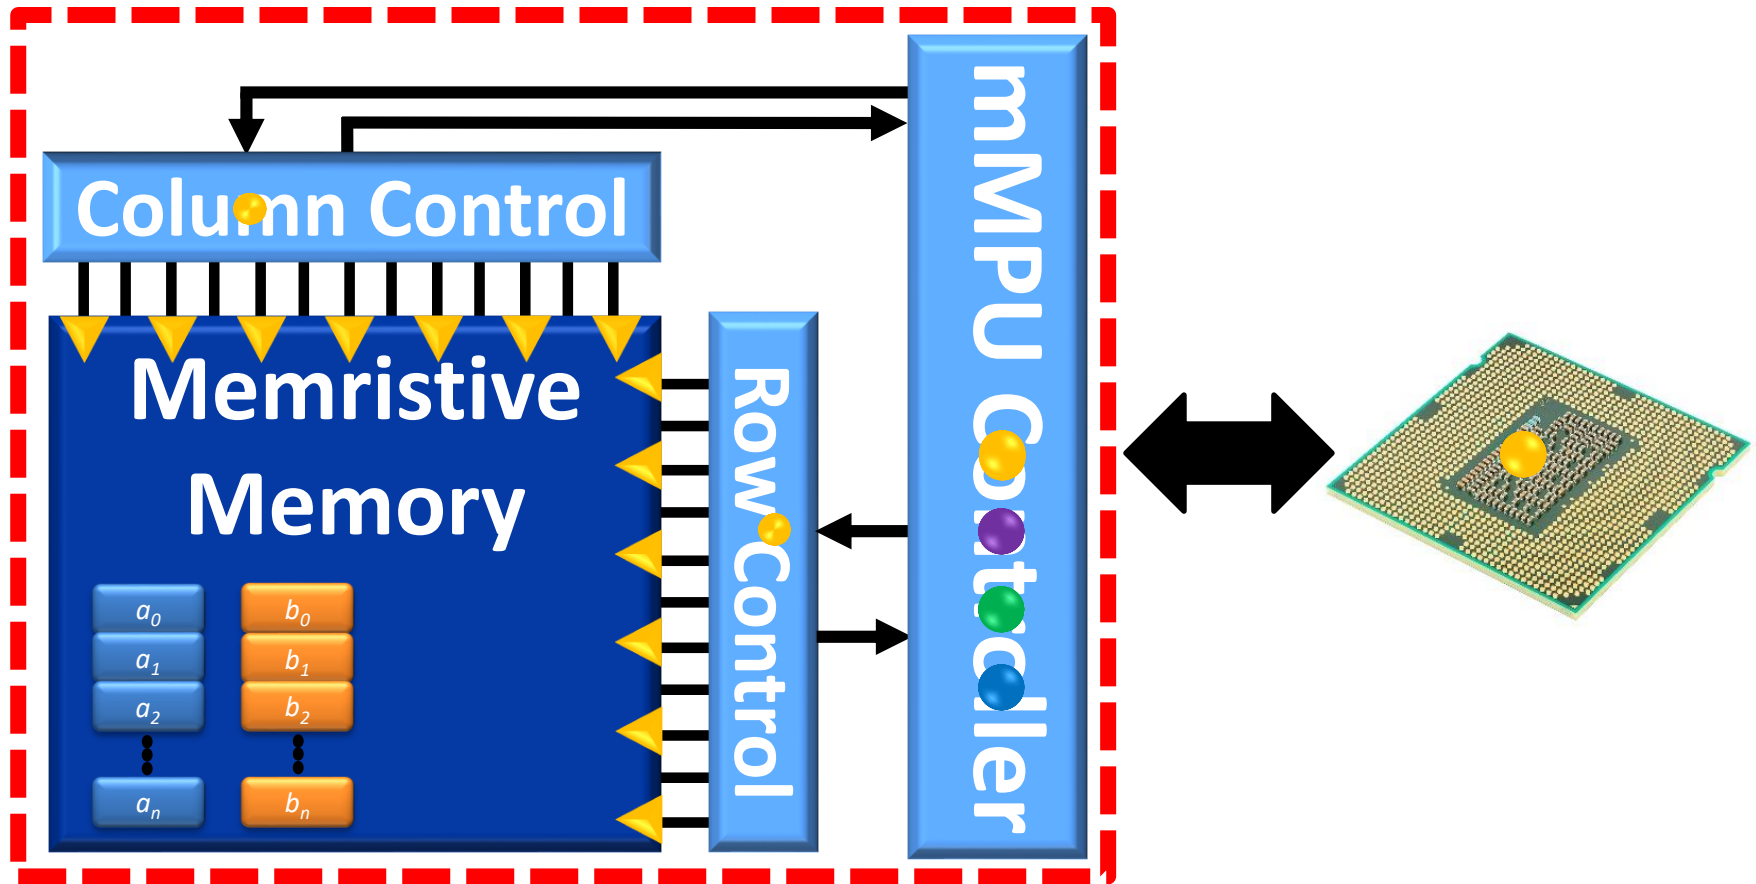 Column Control
mMPU Controller
Memristive
Memory
Row Control
a0 b0
a1 b1
a2 b2
an bn